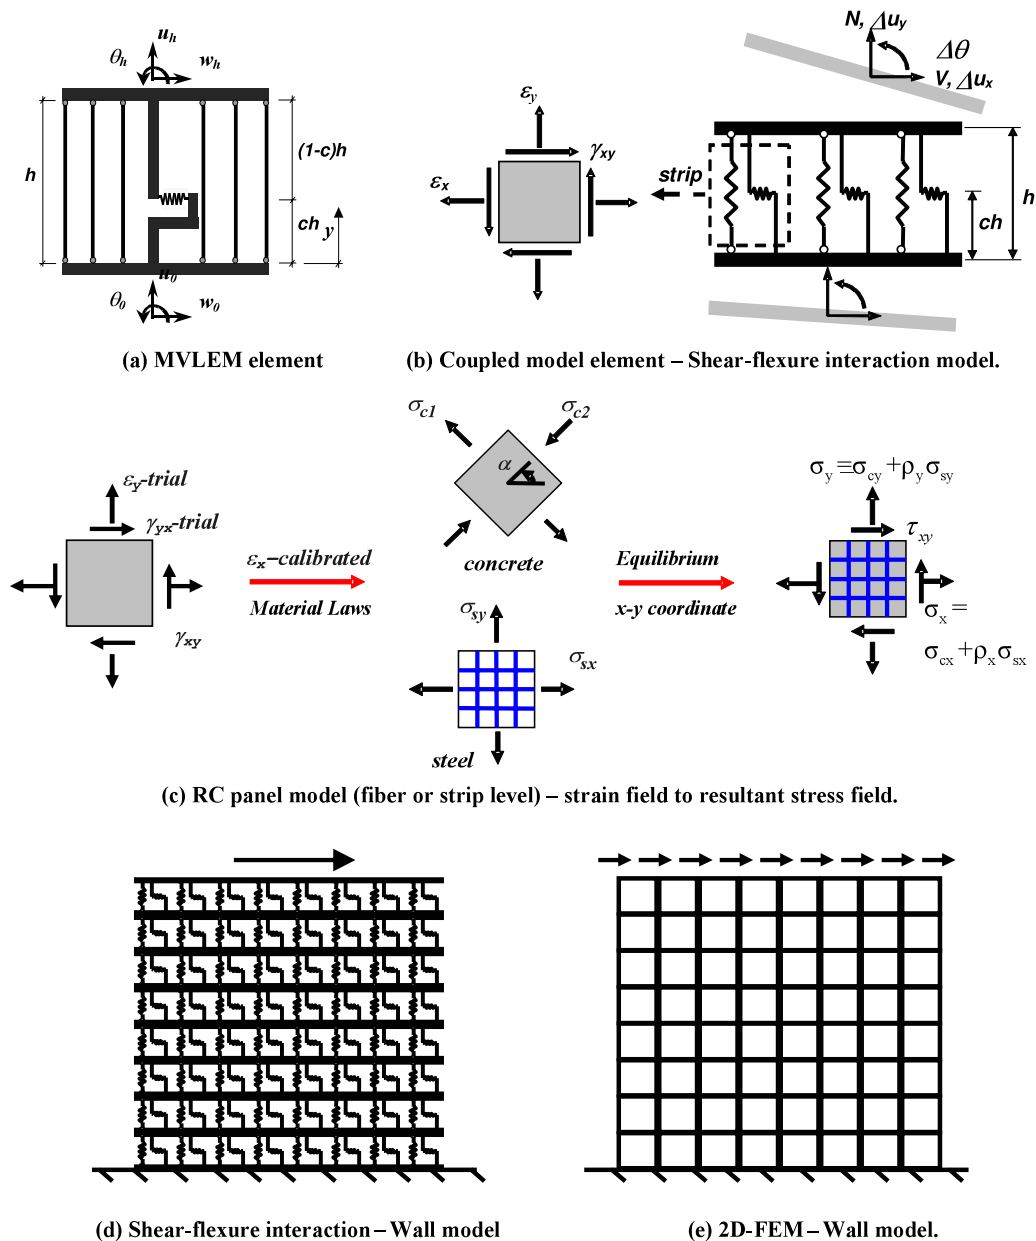 u_h
θ_h
w_h
h
(1-c)h
ch
y
u_0
θ_0
w_0
(a) MVLEM element
ε_y
γ_xy
ε_x
strip
N, Δu_y
Δθ
V, Δu_x
h
ch
(b) Coupled model element – Shear-flexure interaction model.
ε_y-trial
γ_yx-trial
γ_xy
ε_x–calibrated
Material Laws
σ_c1
σ_c2
α
concrete
σ_sy
σ_sx
steel
Equilibrium
x-y coordinate
σ_y = σ_cy + ρ_y σ_sy
τ_xy
σ_x =
σ_cx + ρ_x σ_sx
(c) RC panel model (fiber or strip level) – strain field to resultant stress field.
(d) Shear-flexure interaction – Wall model
(e) 2D-FEM – Wall model.